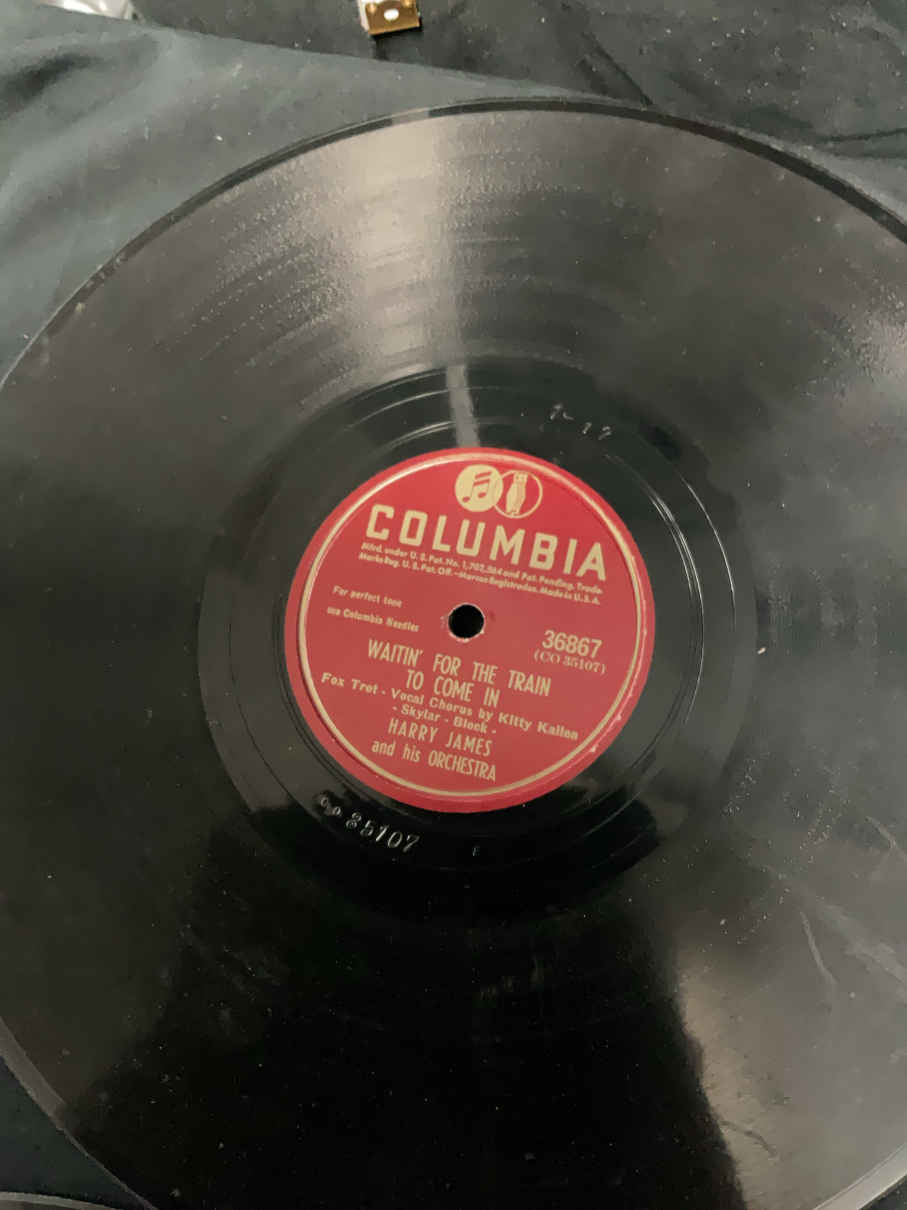 COLUMBIA
Mfrd. under U. S. Pat. No. 1,702,564 and Pat. Pending. Trade-
Marks Reg. U. S. Pat. Off.—Marcas Registradas. Made in U.S.A.
For perfect tone
use Columbia Needles
36867
(CO 35107)
WAITIN' FOR THE TRAIN
TO COME IN
Fox Trot - Vocal Chorus by Kitty Kallen
- Skylar - Block -
HARRY JAMES
and his ORCHESTRA
CO 35107